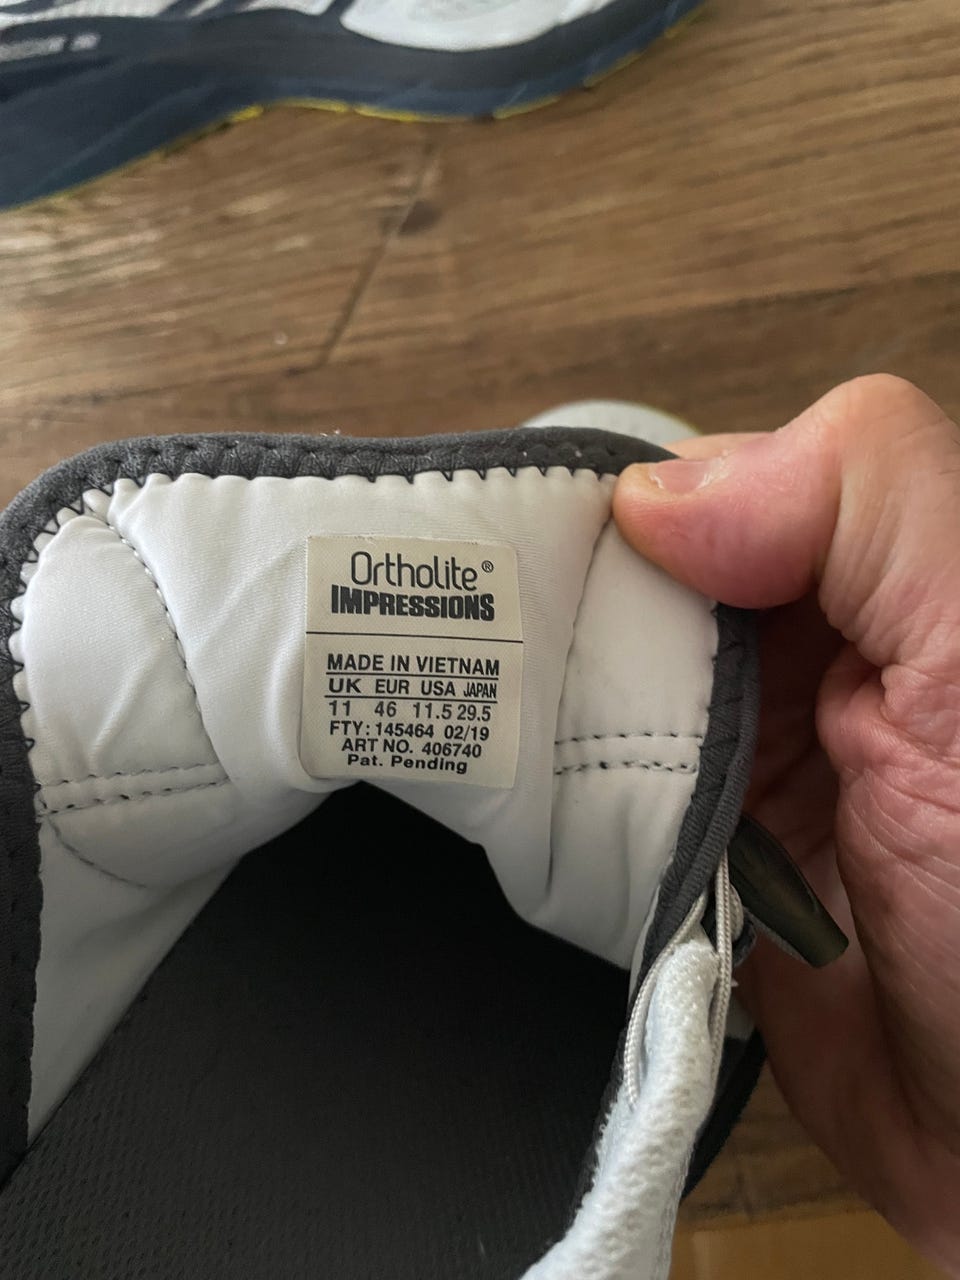 Ortholite®
IMPRESSIONS
MADE IN VIETNAM
UK EUR USA JAPAN
11 46 11.5 29.5
FTY: 145464 02/19
ART NO. 406740
Pat. Pending